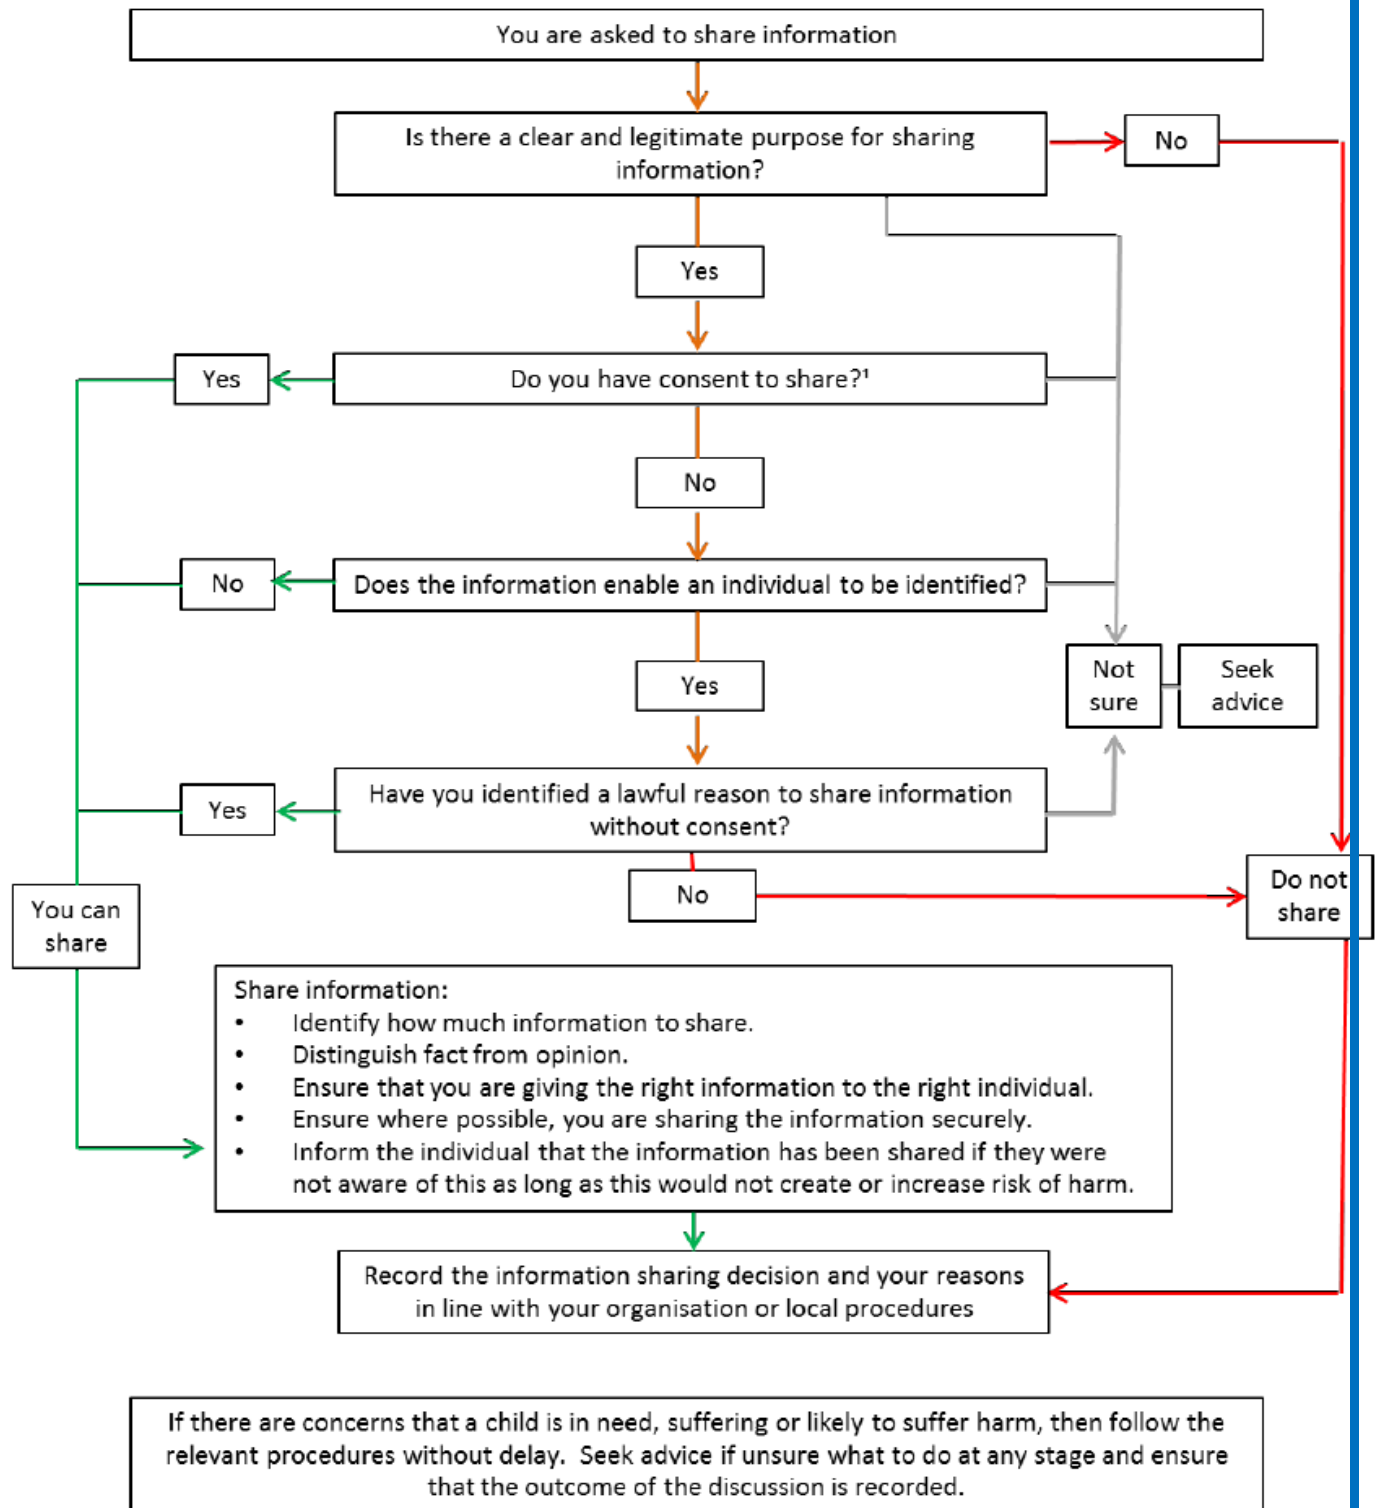 You are asked to share information
Is there a clear and legitimate purpose for sharing
information?
No
Yes
Yes
Do you have consent to share?¹
No
No
Does the information enable an individual to be identified?
Yes
Not
sure
Seek
advice
Yes
Have you identified a lawful reason to share information
without consent?
No
Do not
share
You can
share
Share information:
• Identify how much information to share.
• Distinguish fact from opinion.
• Ensure that you are giving the right information to the right individual.
• Ensure where possible, you are sharing the information securely.
• Inform the individual that the information has been shared if they were
not aware of this as long as this would not create or increase risk of harm.
Record the information sharing decision and your reasons
in line with your organisation or local procedures
If there are concerns that a child is in need, suffering or likely to suffer harm, then follow the
relevant procedures without delay.  Seek advice if unsure what to do at any stage and ensure
that the outcome of the discussion is recorded.